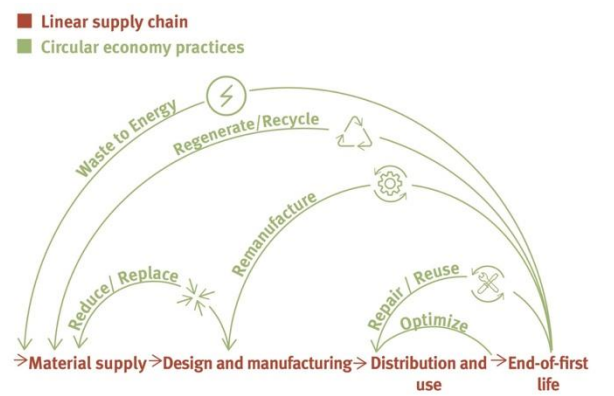 Linear supply chain
Circular economy practices
Waste to Energy
Regenerate/Recycle
Remanufacture
Reduce/ Replace
Repair / Reuse
Optimize
Material supply
Design and manufacturing
Distribution and
use
End-of-first
life